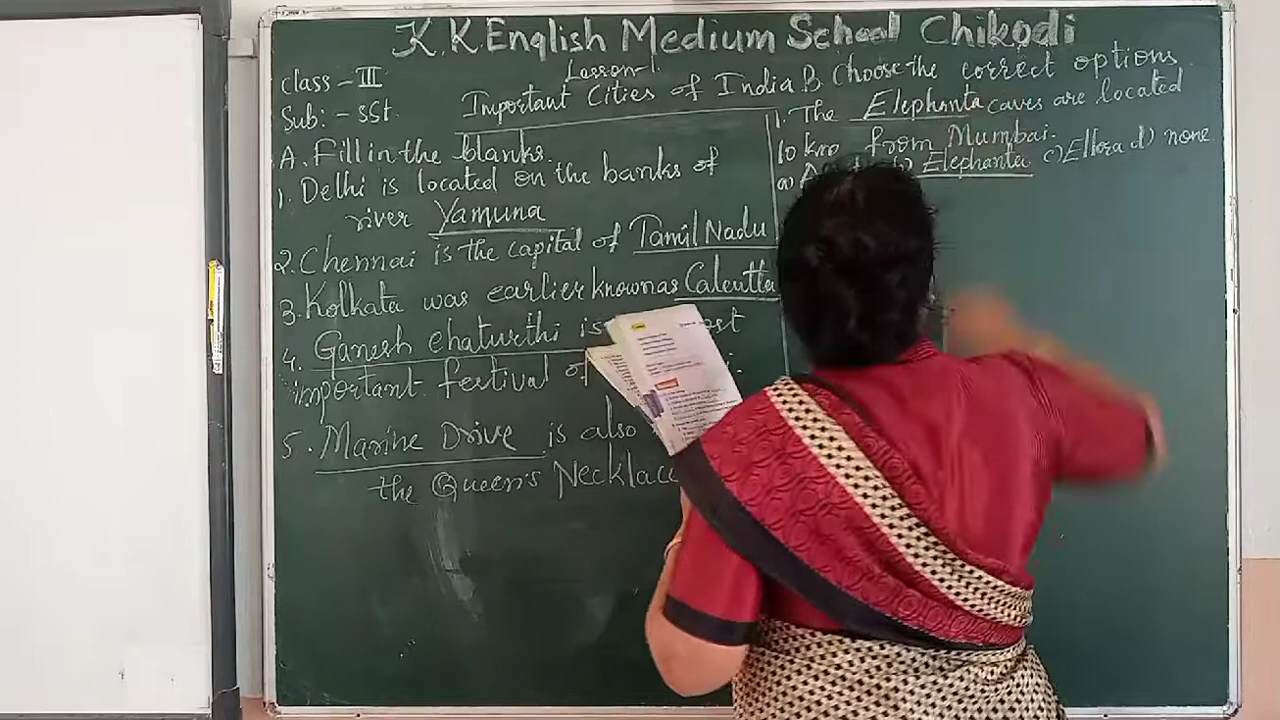 K.K. English Medium School Chikodi
Class - III
Sub: - SSt.
Lesson-1.
Important Cities of India
A. Fill in the blanks.
1. Delhi is located on the banks of
river Yamuna
2. Chennai is the capital of Tamil Nadu
3. Kolkata was earlier known as Calcutta
4. Ganesh chaturthi is
important festival of
5. Marine Drive is also
the Queen's Necklace
B. Choose the correct options
1. The Elephanta caves are located
10 km from Mumbai.
a) Elephanta c) Ellora d) none